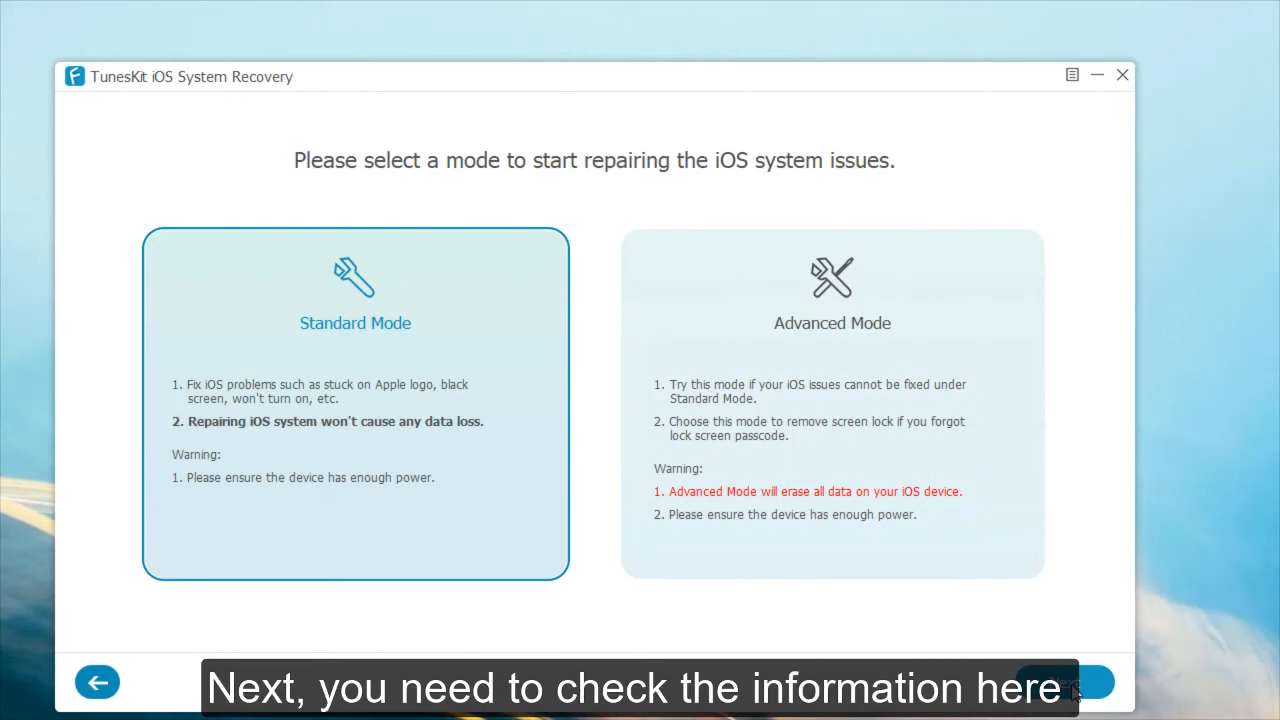 TunesKit iOS System Recovery
Please select a mode to start repairing the iOS system issues.
Standard Mode
1. Fix iOS problems such as stuck on Apple logo, black
screen, won't turn on, etc.
2. Repairing iOS system won't cause any data loss.
Warning:
1. Please ensure the device has enough power.
Advanced Mode
1. Try this mode if your iOS issues cannot be fixed under
Standard Mode.
2. Choose this mode to remove screen lock if you forgot
lock screen passcode.
Warning:
1. Advanced Mode will erase all data on your iOS device.
2. Please ensure the device has enough power.
Next
Next, you need to check the information here